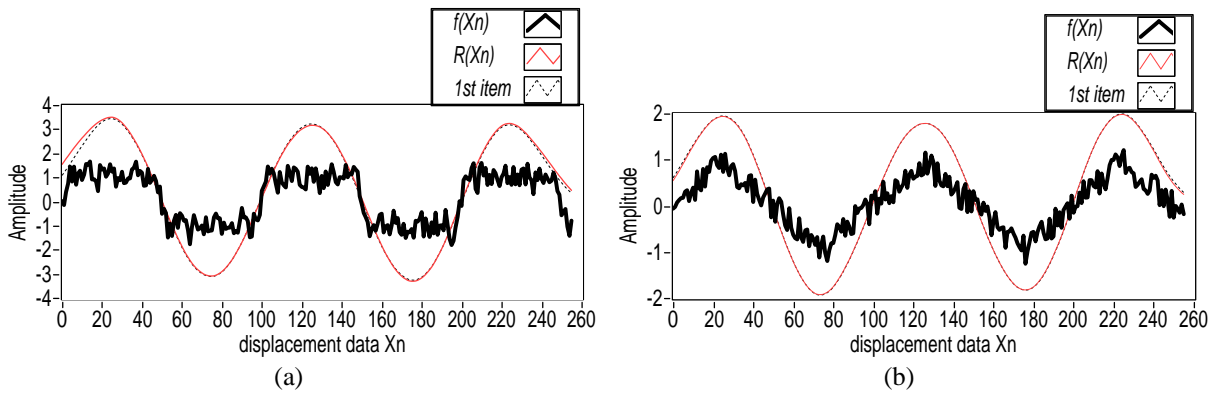 f(Xn)
R(Xn)
1st item
4
3
2
1
0
-1
-2
-3
-4
Amplitude
0 20 40 60 80 100 120 140 160 180 200 220 240 260
displacement data Xn
(a)
f(Xn)
R(Xn)
1st item
2
1
0
-1
-2
Amplitude
0 20 40 60 80 100 120 140 160 180 200 220 240 260
displacement data Xn
(b)